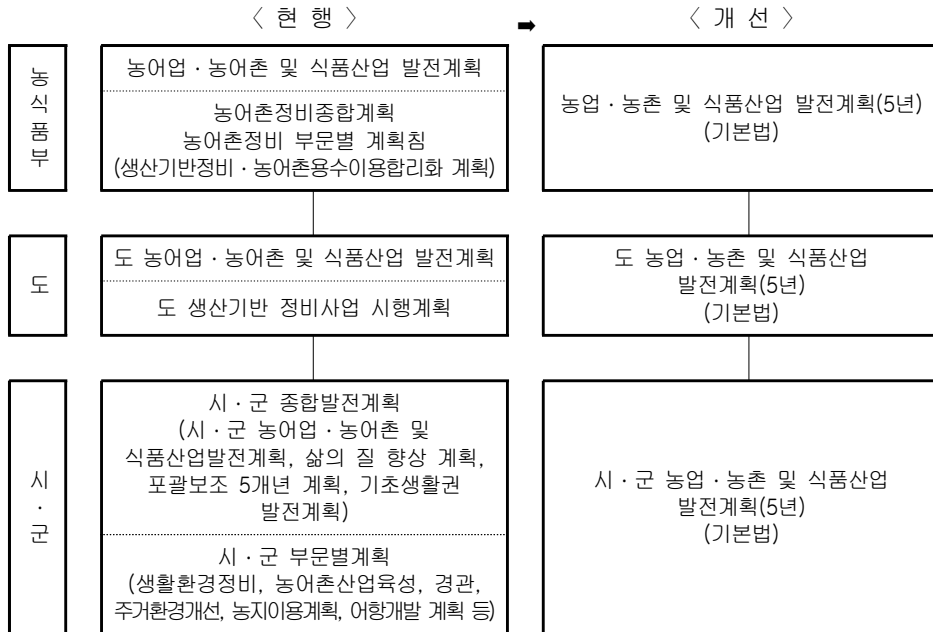 〈 현 행 〉
➡
〈 개 선 〉
농식품부
농어업 · 농어촌 및 식품산업 발전계획
농어촌정비종합계획
농어촌정비 부문별 계획침
(생산기반정비 · 농어촌용수이용합리화 계획)
농업 · 농촌 및 식품산업 발전계획(5년)
(기본법)
도
도 농어업 · 농어촌 및 식품산업 발전계획
도 생산기반 정비사업 시행계획
도 농업 · 농촌 및 식품산업
발전계획(5년)
(기본법)
시 · 군
시 · 군 종합발전계획
(시 · 군 농어업 · 농어촌 및
식품산업발전계획, 삶의 질 향상 계획,
포괄보조 5개년 계획, 기초생활권
발전계획)
시 · 군 부문별계획
(생활환경정비, 농어촌산업육성, 경관,
주거환경개선, 농지이용계획, 어항개발 계획 등)
시 · 군 농업 · 농촌 및 식품산업
발전계획(5년)
(기본법)